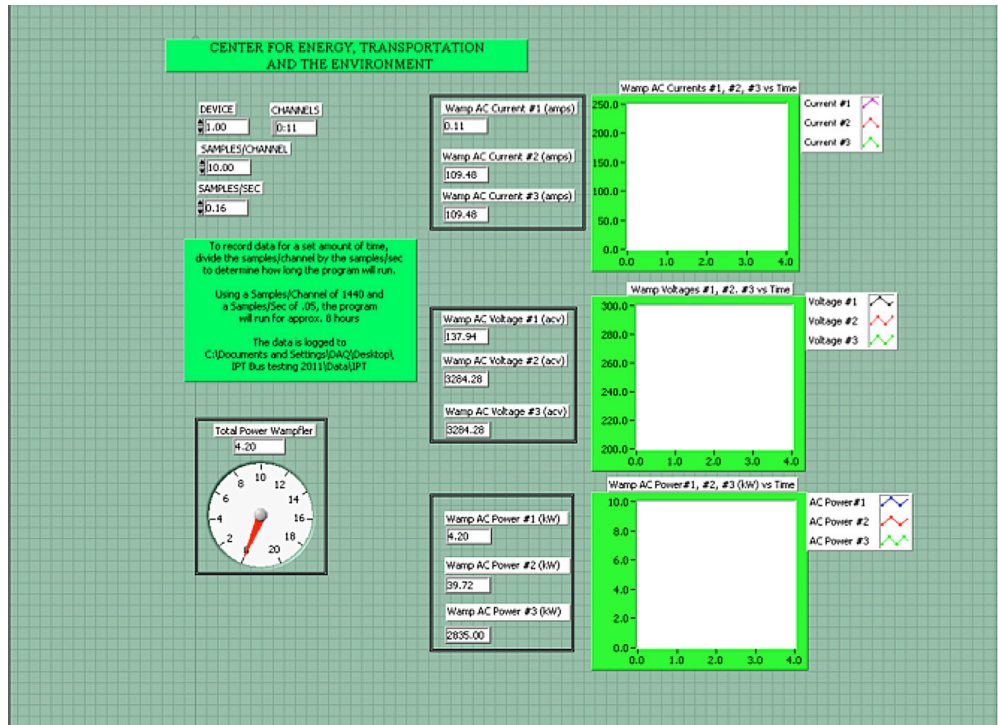 CENTER FOR ENERGY, TRANSPORTATION
AND THE ENVIRONMENT
DEVICE
CHANNELS
1.00
0:11
SAMPLES/CHANNEL
10.00
SAMPLES/SEC
0.16
To record data for a set amount of time,
divide the samples/channel by the samples/sec
to determine how long the program will run.
Using a Samples/Channel of 1440 and
a Samples/Sec of .05, the program
will run for approx. 8 hours
The data is logged to
C:\Documents and Settings\DAQ\Desktop\
IPT Bus testing 2011\Data\IPT
Total Power Wampfler
4.20
0
2
4
6
8
10
12
14
16
18
20
Wamp AC Current #1 (amps)
0.11
Wamp AC Current #2 (amps)
109.48
Wamp AC Current #3 (amps)
109.48
Wamp AC Currents #1, #2, #3 vs Time
250.0
200.0
150.0
100.0
50.0
0.0
0.0 1.0 2.0 3.0 4.0
Current #1
Current #2
Current #3
Wamp AC Voltage #1 (acv)
137.94
Wamp AC Voltage #2 (acv)
3284.28
Wamp AC Voltage #3 (acv)
3284.28
Wamp Voltages #1, #2. #3 vs Time
300.0
280.0
260.0
240.0
220.0
200.0
0.0 1.0 2.0 3.0 4.0
Voltage #1
Voltage #2
Voltage #3
Wamp AC Power #1 (kW)
4.20
Wamp AC Power #2 (kW)
39.72
Wamp AC Power #3 (kW)
2835.00
Wamp AC Power#1, #2, #3 (kW) vs Time
10.0
8.0
6.0
4.0
2.0
0.0
0.0 1.0 2.0 3.0 4.0
AC Power#1
AC Power #2
AC Power #3